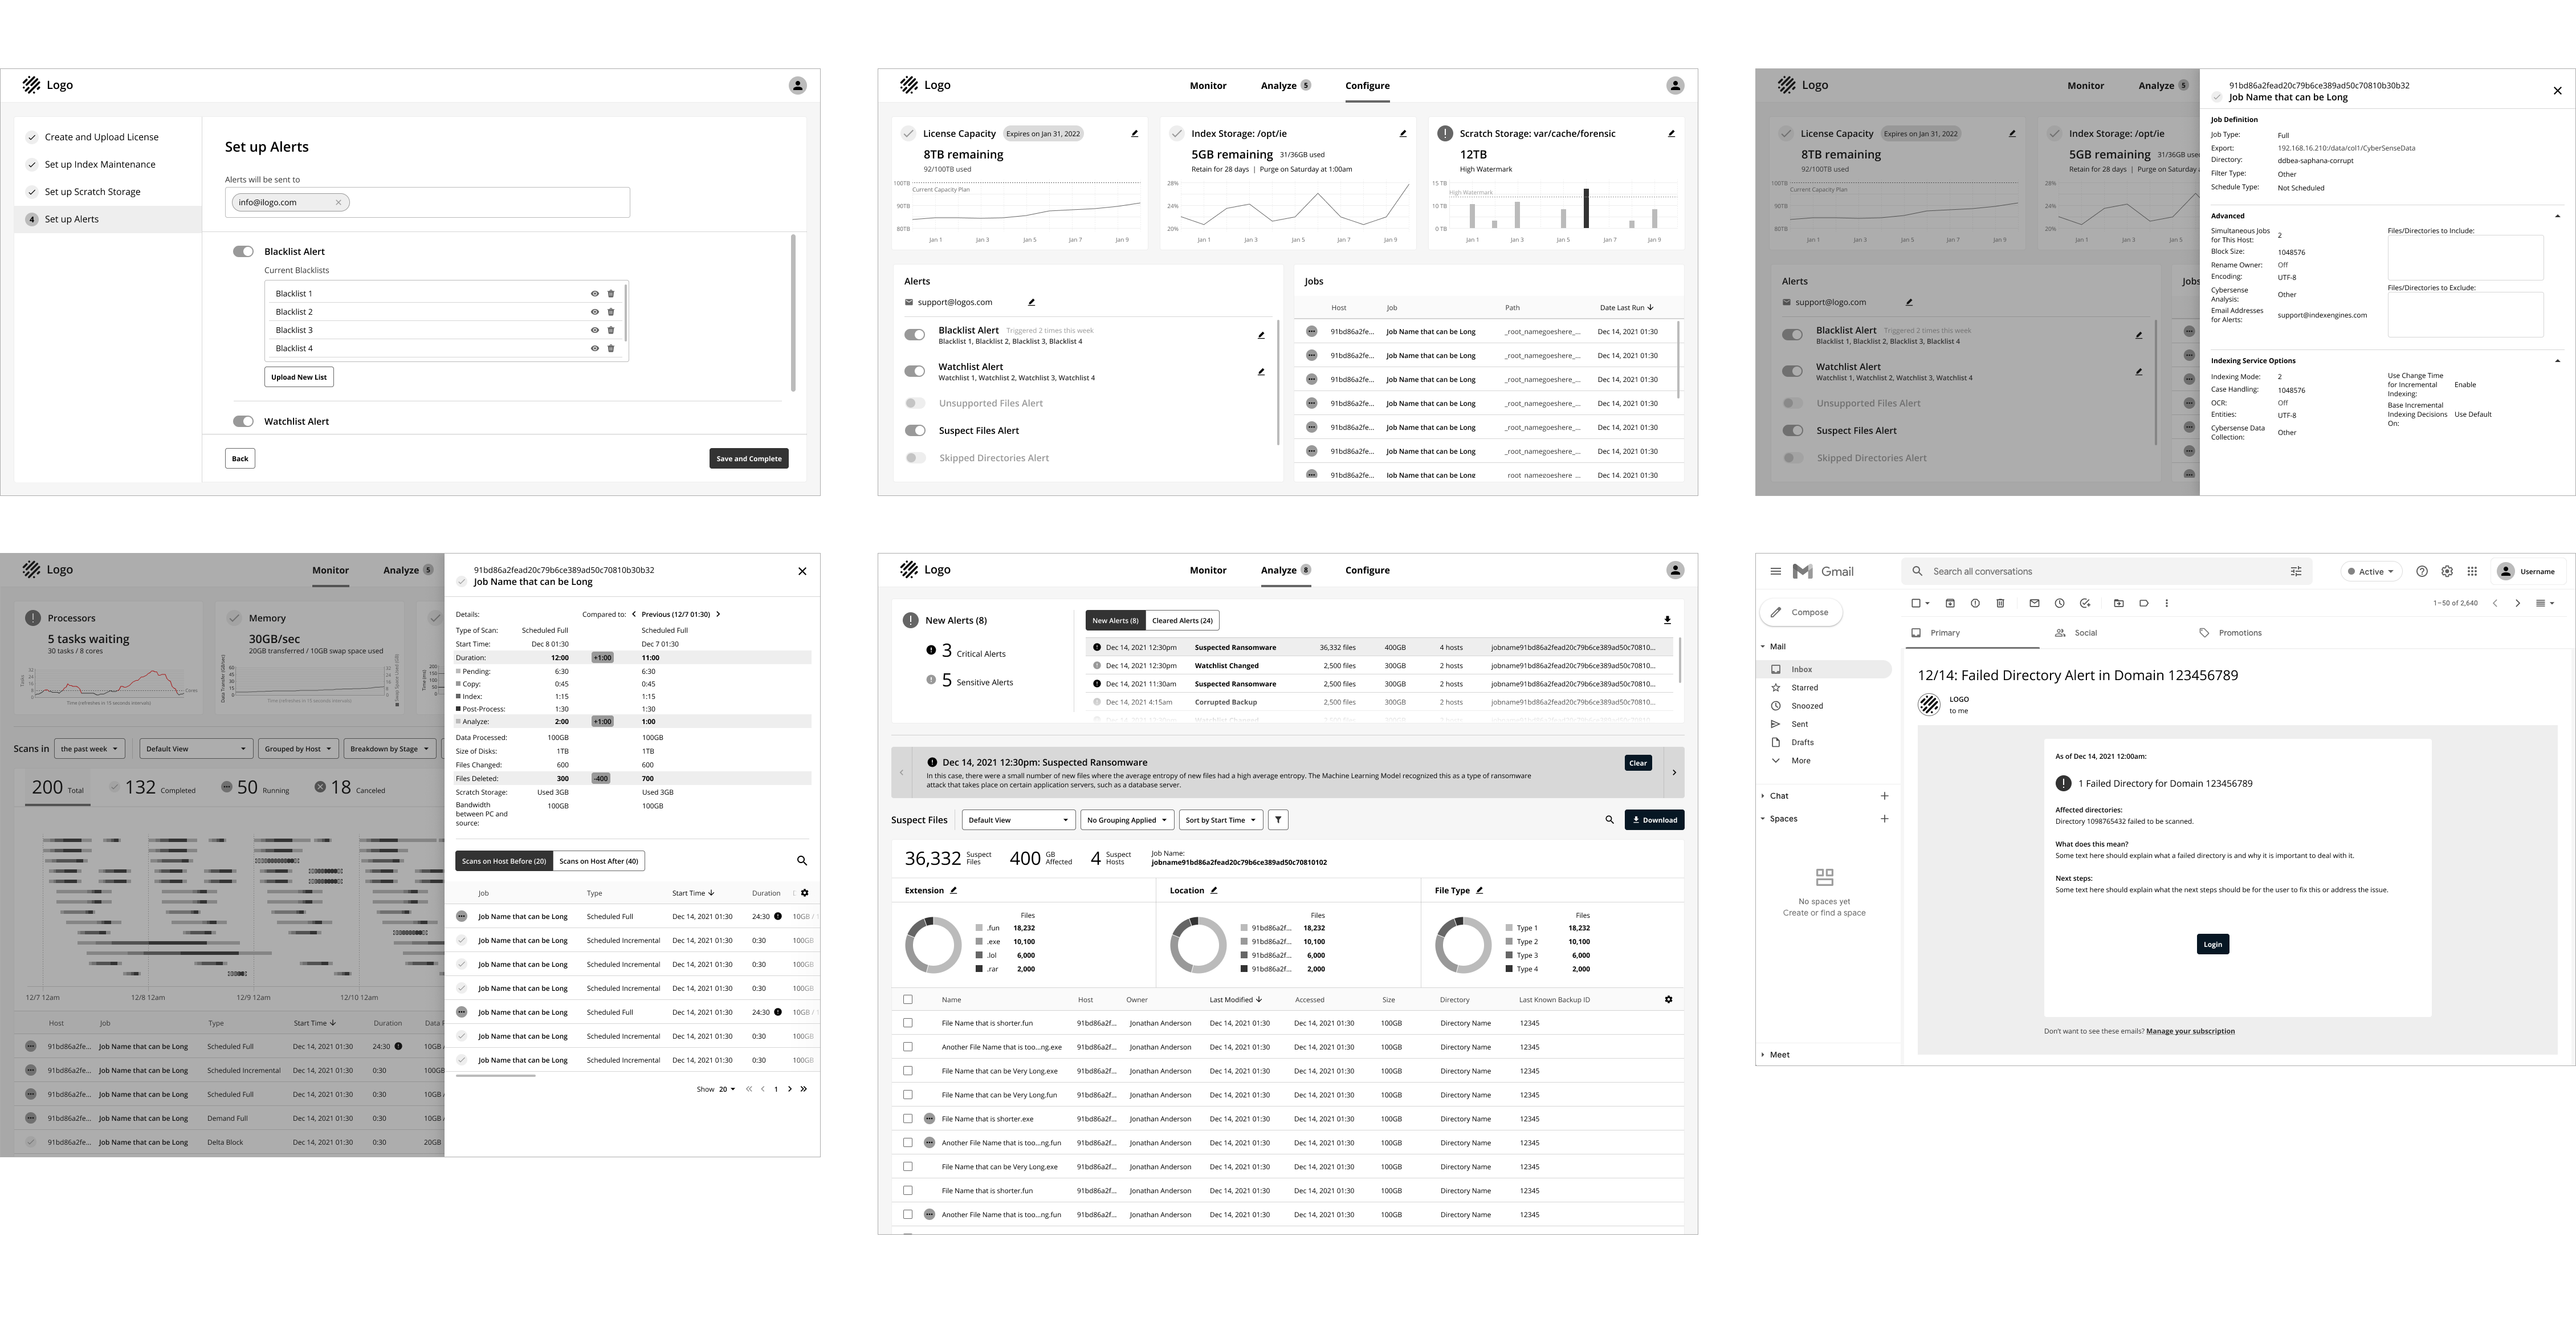 Logo
Create and Upload License
Set up Index Maintenance
Set up Scratch Storage
4 Set up Alerts
Set up Alerts
Alerts will be sent to
info@ilogo.com
Blacklist Alert
Current Blacklists
Blacklist 1
Blacklist 2
Blacklist 3
Blacklist 4
Upload New List
Watchlist Alert
Back
Save and Complete
Logo
Monitor Analyze 5 Configure
License Capacity Expires on Jan 31, 2022
8TB remaining
92/100TB used
100TB
Current Capacity Plan
90TB
80TB
Jan 1 Jan 3 Jan 5 Jan 7 Jan 9
Index Storage: /opt/ie
5GB remaining 31/36GB used
Retain for 28 days | Purge on Saturday at 1:00am
28%
24%
20%
Jan 1 Jan 3 Jan 5 Jan 7 Jan 9
Scratch Storage: var/cache/forensic
12TB
High Watermark
15 TB
High Watermark
10 TB
0 TB
Jan 1 Jan 3 Jan 5 Jan 7 Jan 9
Alerts
support@logos.com
Blacklist Alert Triggered 2 times this week
Blacklist 1, Blacklist 2, Blacklist 3, Blacklist 4
Watchlist Alert
Watchlist 1, Watchlist 2, Watchlist 3, Watchlist 4
Unsupported Files Alert
Suspect Files Alert
Skipped Directories Alert
Jobs
Host Job Path Date Last Run
91bd86a2fe... Job Name that can be Long _root_namegoeshere_... Dec 14, 2021 01:30
91bd86a2fe... Job Name that can be Long _root_namegoeshere_... Dec 14, 2021 01:30
91bd86a2fe... Job Name that can be Long _root_namegoeshere_... Dec 14, 2021 01:30
91bd86a2fe... Job Name that can be Long _root_namegoeshere_... Dec 14, 2021 01:30
91bd86a2fe... Job Name that can be Long _root_namegoeshere_... Dec 14, 2021 01:30
91bd86a2fe... Job Name that can be Long _root_namegoeshere_... Dec 14, 2021 01:30
91bd86a2fe... Job Name that can be Long _root_namegoeshere_... Dec 14, 2021 01:30
Logo
Monitor Analyze 5
License Capacity Expires on Jan 31, 2022
8TB remaining
92/100TB used
100TB
Current Capacity Plan
90TB
80TB
Jan 1 Jan 3 Jan 5 Jan 7 Jan 9
Index Storage: /opt/ie
5GB remaining 31/36GB
Retain for 28 days | Purge on Saturday
28%
24%
20%
Jan 1 Jan 3 Jan 5
Alerts
support@logos.com
Blacklist Alert Triggered 2 times this week
Blacklist 1, Blacklist 2, Blacklist 3, Blacklist 4
Watchlist Alert
Watchlist 1, Watchlist 2, Watchlist 3, Watchlist 4
Unsupported Files Alert
Suspect Files Alert
Skipped Directories Alert
Jobs
91bd86a2fead20c79b6ce389ad50c70810b30b32
Job Name that can be Long
Job Definition
Job Type: Full
Export: 192.168.16.210:/data/col1/CyberSenseData
Directory: ddbea-saphana-corrupt
Filter Type: Other
Schedule Type: Not Scheduled
Advanced
Simultaneous Jobs for This Host: 2
Block Size: 1048576
Rename Owner: Off
Encoding: UTF-8
Cybersense Analysis: Other
Email Addresses for Alerts: support@indexengines.com
Files/Directories to Include:
Files/Directories to Exclude:
Indexing Service Options
Indexing Mode: 2
Case Handling: 1048576
OCR: Off
Entities: UTF-8
Cybersense Data Collection: Other
Use Change Time for Incremental Indexing: Enable
Base Incremental Indexing Decisions On: Use Default
Logo
Monitor Analyze 5
Processors
5 tasks waiting
30 tasks / 8 cores
Time (refreshes in 15 seconds intervals)
Memory
30GB/sec
20GB transferred / 10GB swap space used
Time (refreshes in 15 seconds intervals)
Scans in the past week Default View Grouped by Host Breakdown by Stage
200 Total 132 Completed 50 Running 18 Canceled
12/7 12am 12/8 12am 12/9 12am 12/10 12am
Host Job Type Start Time Duration
91bd86a2fe... Job Name that can be Long Scheduled Full Dec 14, 2021 01:30 24:30 10GB
91bd86a2fe... Job Name that can be Long Scheduled Incremental Dec 14, 2021 01:30 0:30 100GB
91bd86a2fe... Job Name that can be Long Scheduled Full Dec 14, 2021 01:30 0:30 10GB
91bd86a2fe... Job Name that can be Long Demand Full Dec 14, 2021 01:30 0:30 10GB
91bd86a2fe... Job Name that can be Long Delta Block Dec 14, 2021 01:30 0:30 20GB
91bd86a2fead20c79b6ce389ad50c70810b30b32
Job Name that can be Long
Details: Compared to: Previous (12/7 01:30)
Type of Scan: Scheduled Full Scheduled Full
Start Time: Dec 8 01:30 Dec 7 01:30
Duration: 12:00 +1:00 11:00
Pending: 6:30 6:30
Copy: 0:45 0:45
Index: 1:15 1:15
Post-Process: 1:30 1:30
Analyze: 2:00 +1:00 1:00
Data Processed: 100GB 100GB
Size of Disks: 1TB 1TB
Files Changed: 600 600
Files Deleted: 300 -400 700
Scratch Storage: Used 3GB Used 3GB
Bandwidth between PC and source: 100GB 100GB
Scans on Host Before (20) Scans on Host After (40)
Job Type Start Time Duration
Job Name that can be Long Scheduled Full Dec 14, 2021 01:30 24:30 10GB /
Job Name that can be Long Scheduled Incremental Dec 14, 2021 01:30 0:30 100GB
Job Name that can be Long Scheduled Incremental Dec 14, 2021 01:30 0:30 100GB
Job Name that can be Long Scheduled Incremental Dec 14, 2021 01:30 0:30 100GB
Job Name that can be Long Scheduled Full Dec 14, 2021 01:30 24:30 10GB /
Job Name that can be Long Scheduled Incremental Dec 14, 2021 01:30 0:30 100GB
Job Name that can be Long Scheduled Incremental Dec 14, 2021 01:30 0:30 100GB
Show 20 1
Logo
Monitor Analyze 8 Configure
New Alerts (8)
3 Critical Alerts
5 Sensitive Alerts
New Alerts (8) Cleared Alerts (24)
Dec 14, 2021 12:30pm Suspected Ransomware 36,332 files 400GB 4 hosts jobname91bd86a2fead20c79b6ce389ad50c70810...
Dec 14, 2021 12:30pm Watchlist Changed 2,500 files 300GB 2 hosts jobname91bd86a2fead20c79b6ce389ad50c70810...
Dec 14, 2021 11:30am Suspected Ransomware 2,500 files 300GB 2 hosts jobname91bd86a2fead20c79b6ce389ad50c70810...
Dec 14, 2021 4:15am Corrupted Backup 2,500 files 300GB 2 hosts jobname91bd86a2fead20c79b6ce389ad50c70810...
Dec 14, 2021 12:30pm: Suspected Ransomware
In this case, there were a small number of new files where the average entropy of new files had a high average entropy. The Machine Learning Model recognized this as a type of ransomware
attack that takes place on certain application servers, such as a database server.
Clear
Suspect Files Default View No Grouping Applied Sort by Start Time Download
36,332 Suspect Files 400 GB Affected 4 Suspect Hosts
Job Name:
jobname91bd86a2fead20c79b6ce389ad50c70810102
Extension
Files
.fun 18,232
.exe 10,100
.lol 6,000
.rar 2,000
Location
Files
91bd86a2f... 18,232
91bd86a2f... 10,100
91bd86a2f... 6,000
91bd86a2f... 2,000
File Type
Files
Type 1 18,232
Type 2 10,100
Type 3 6,000
Type 4 2,000
Name Host Owner Last Modified Accessed Size Directory Last Known Backup ID
File Name that is shorter.fun 91bd86a2f... Jonathan Anderson Dec 14, 2021 01:30 Dec 14, 2021 01:30 100GB Directory Name 12345
Another File Name that is too...ng.exe 91bd86a2f... Jonathan Anderson Dec 14, 2021 01:30 Dec 14, 2021 01:30 100GB Directory Name 12345
File Name that can be Very Long.exe 91bd86a2f... Jonathan Anderson Dec 14, 2021 01:30 Dec 14, 2021 01:30 100GB Directory Name 12345
File Name that can be Very Long.fun 91bd86a2f... Jonathan Anderson Dec 14, 2021 01:30 Dec 14, 2021 01:30 100GB Directory Name 12345
File Name that is shorter.exe 91bd86a2f... Jonathan Anderson Dec 14, 2021 01:30 Dec 14, 2021 01:30 100GB Directory Name 12345
Another File Name that is too...ng.fun 91bd86a2f... Jonathan Anderson Dec 14, 2021 01:30 Dec 14, 2021 01:30 100GB Directory Name 12345
File Name that can be Very Long.exe 91bd86a2f... Jonathan Anderson Dec 14, 2021 01:30 Dec 14, 2021 01:30 100GB Directory Name 12345
File Name that is shorter.fun 91bd86a2f... Jonathan Anderson Dec 14, 2021 01:30 Dec 14, 2021 01:30 100GB Directory Name 12345
Another File Name that is too...ng.fun 91bd86a2f... Jonathan Anderson Dec 14, 2021 01:30 Dec 14, 2021 01:30 100GB Directory Name 12345
Gmail
Search all conversations
Active
Username
Compose
1–50 of 2,640
Primary Social Promotions
Mail
Inbox
Starred
Snoozed
Sent
Drafts
More
Chat
Spaces
No spaces yet
Create or find a space
Meet
12/14: Failed Directory Alert in Domain 123456789
LOGO
to me
As of Dec 14, 2021 12:00am:
1 Failed Directory for Domain 123456789
Affected directories:
Directory 1098765432 failed to be scanned.
What does this mean?
Some text here should explain what a failed directory is and why it is important to deal with it.
Next steps:
Some text here should explain what the next steps should be for the user to fix this or address the issue.
Login
Don't want to see these emails? Manage your subscription